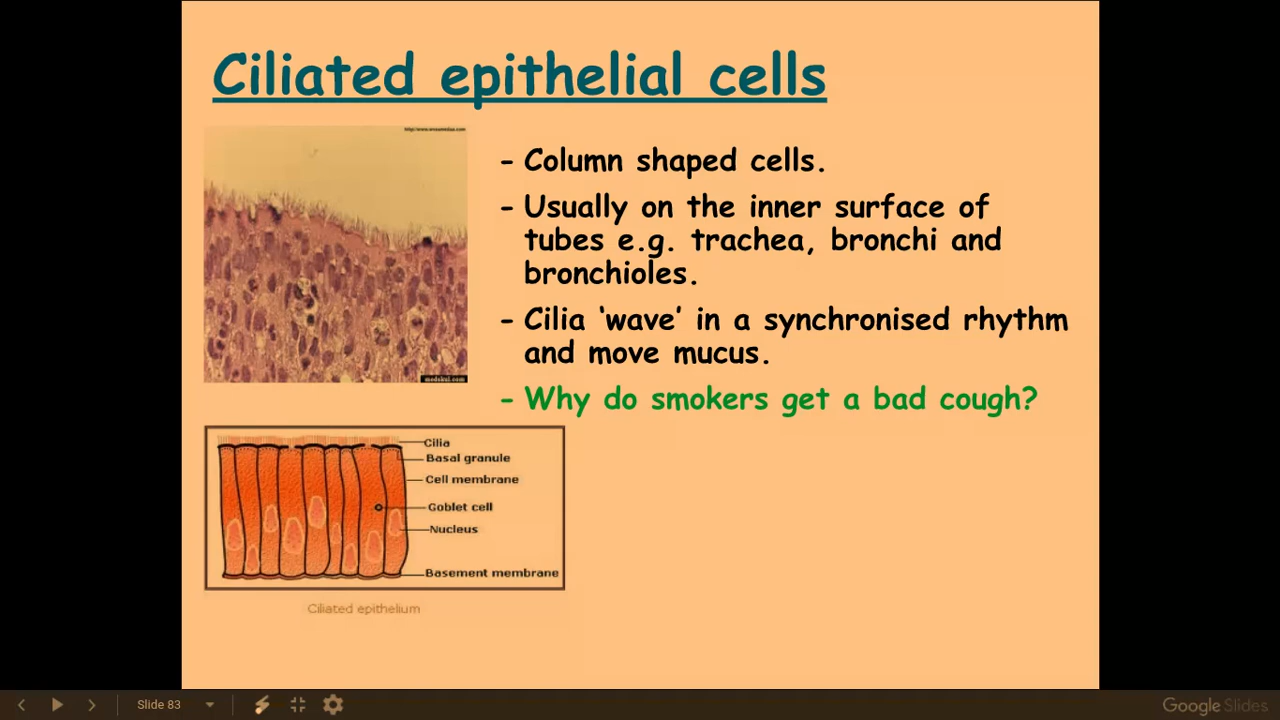 Ciliated epithelial cells
- Column shaped cells.
- Usually on the inner surface of
tubes e.g. trachea, bronchi and
bronchioles.
- Cilia ‘wave’ in a synchronised rhythm
and move mucus.
- Why do smokers get a bad cough?
medskul.com
Cilia
Basal granule
Cell membrane
Goblet cell
Nucleus
Basement membrane
Ciliated epithelium
Slide 83
Google Slides